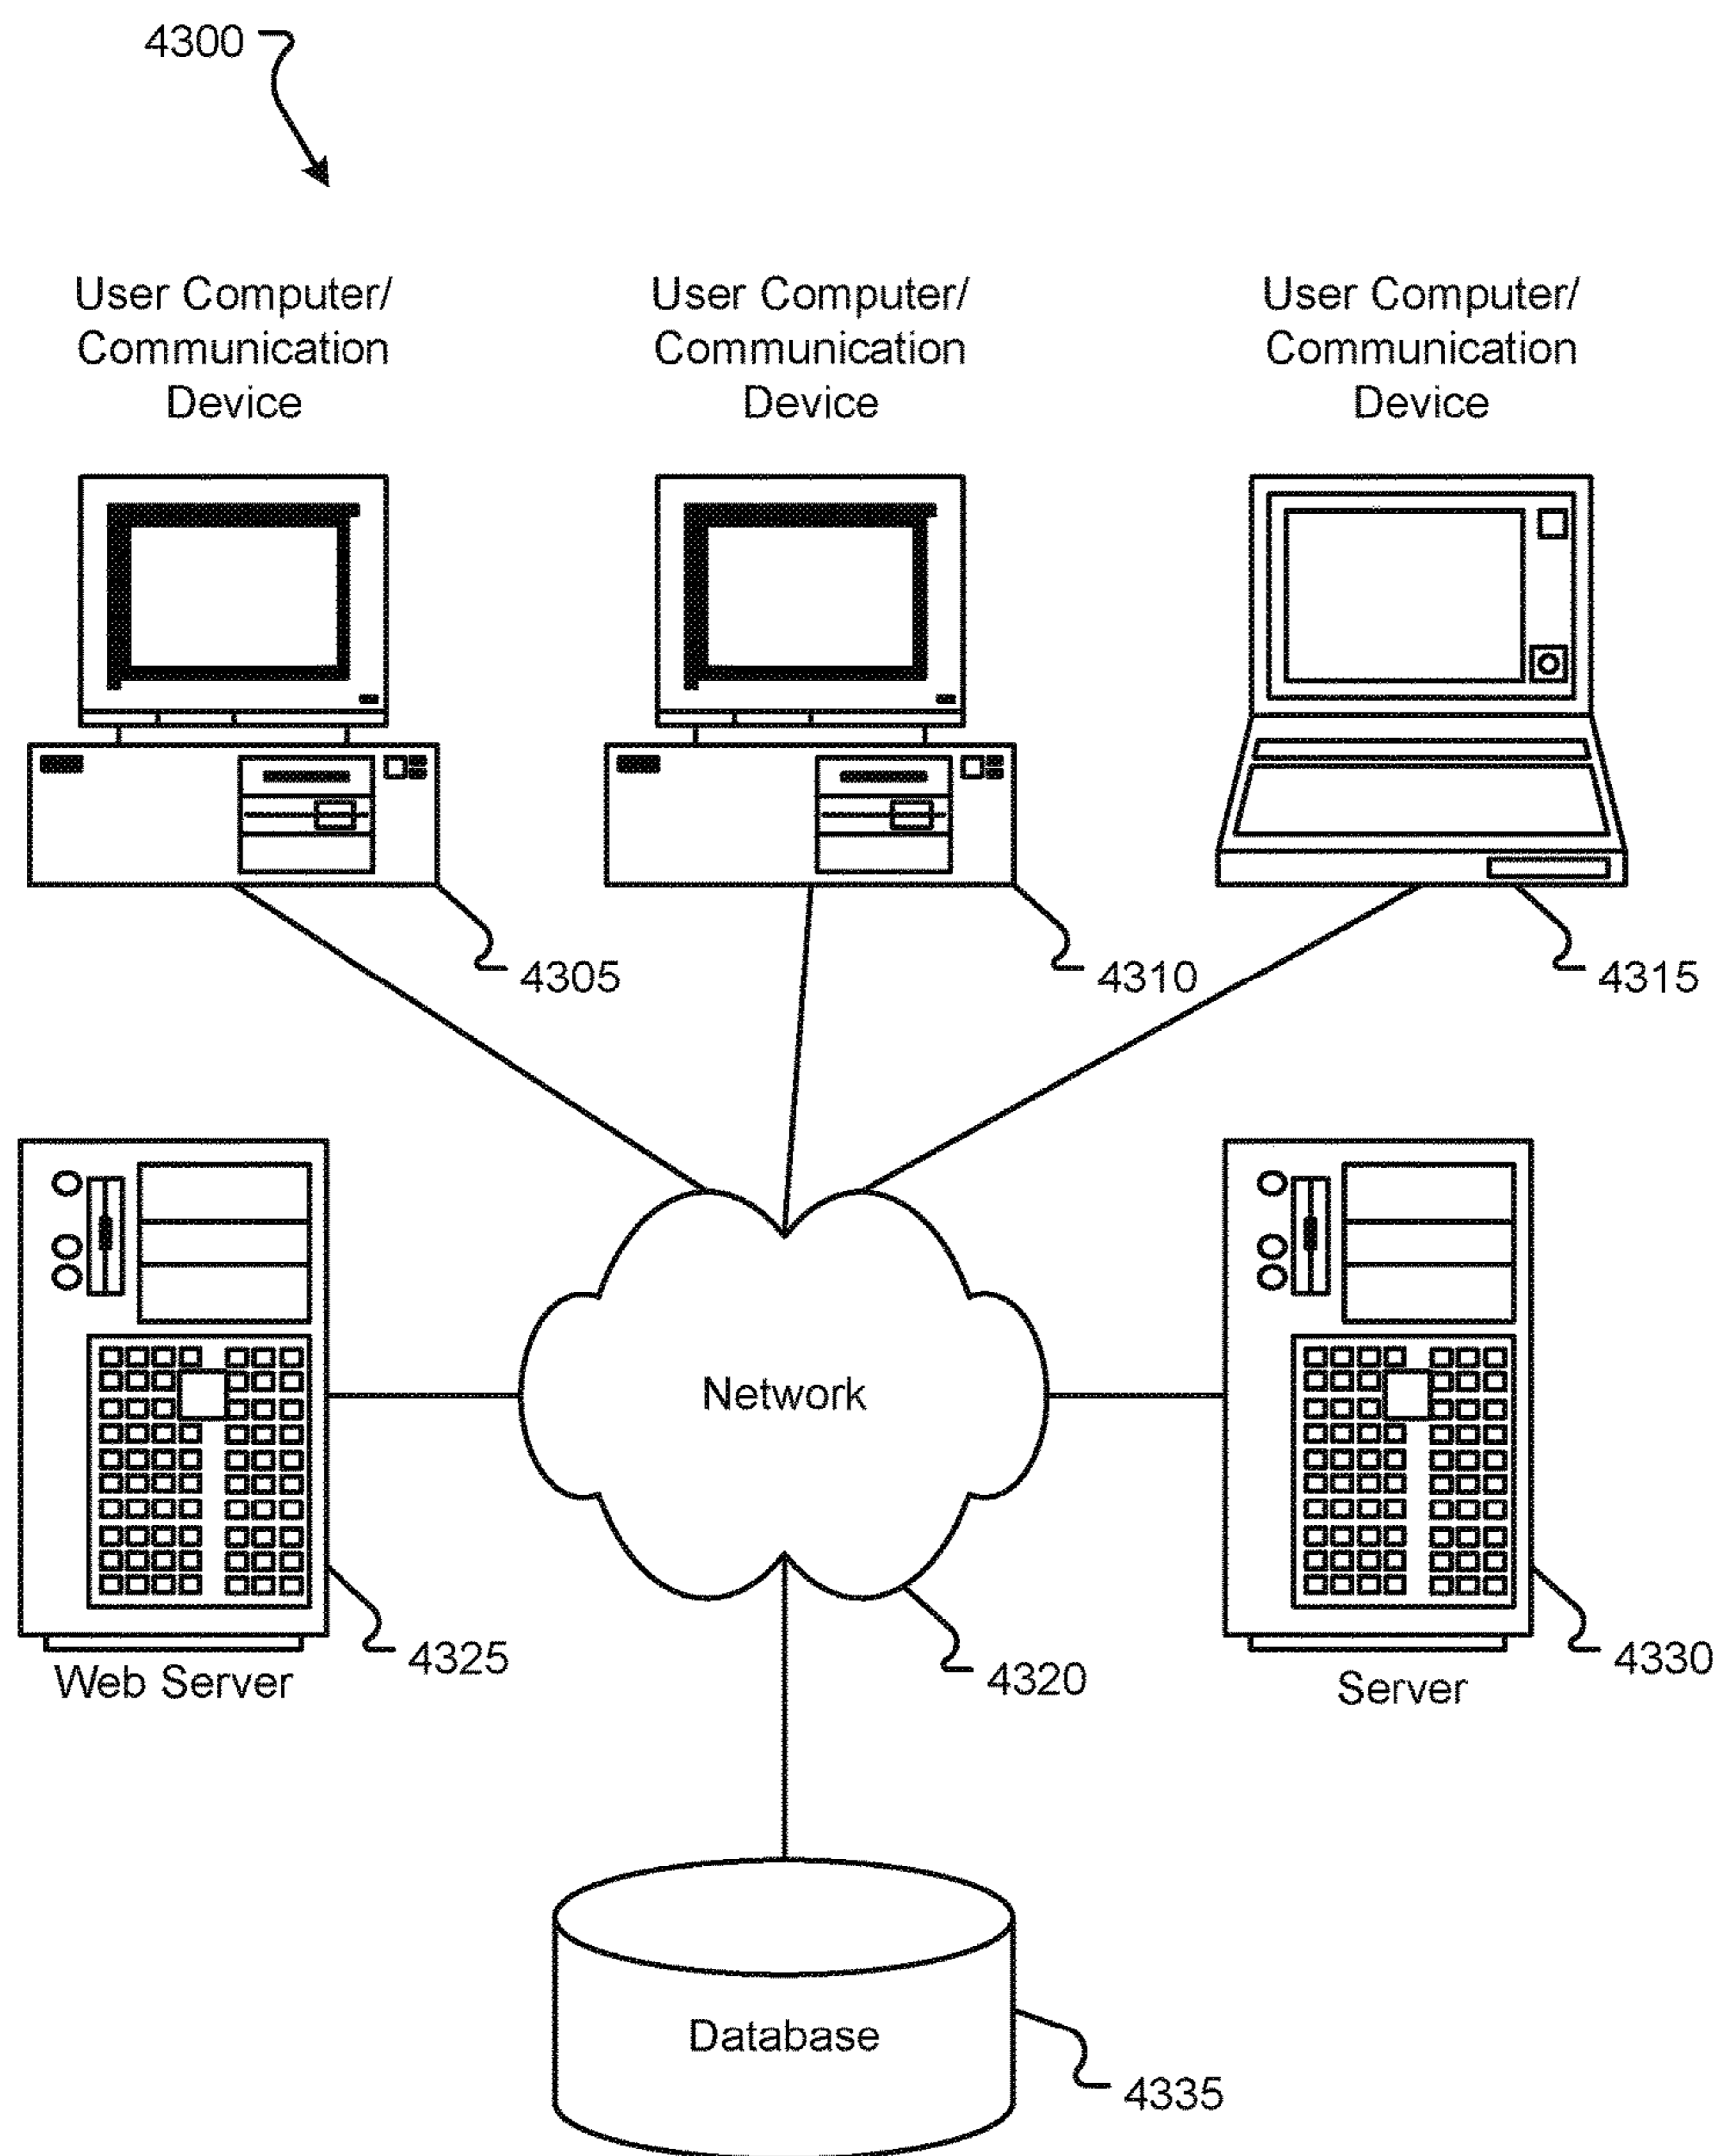 4300
User Computer/
Communication
Device
User Computer/
Communication
Device
User Computer/
Communication
Device
4305
4310
4315
Network
4325
4320
4330
Web Server
Server
Database
4335